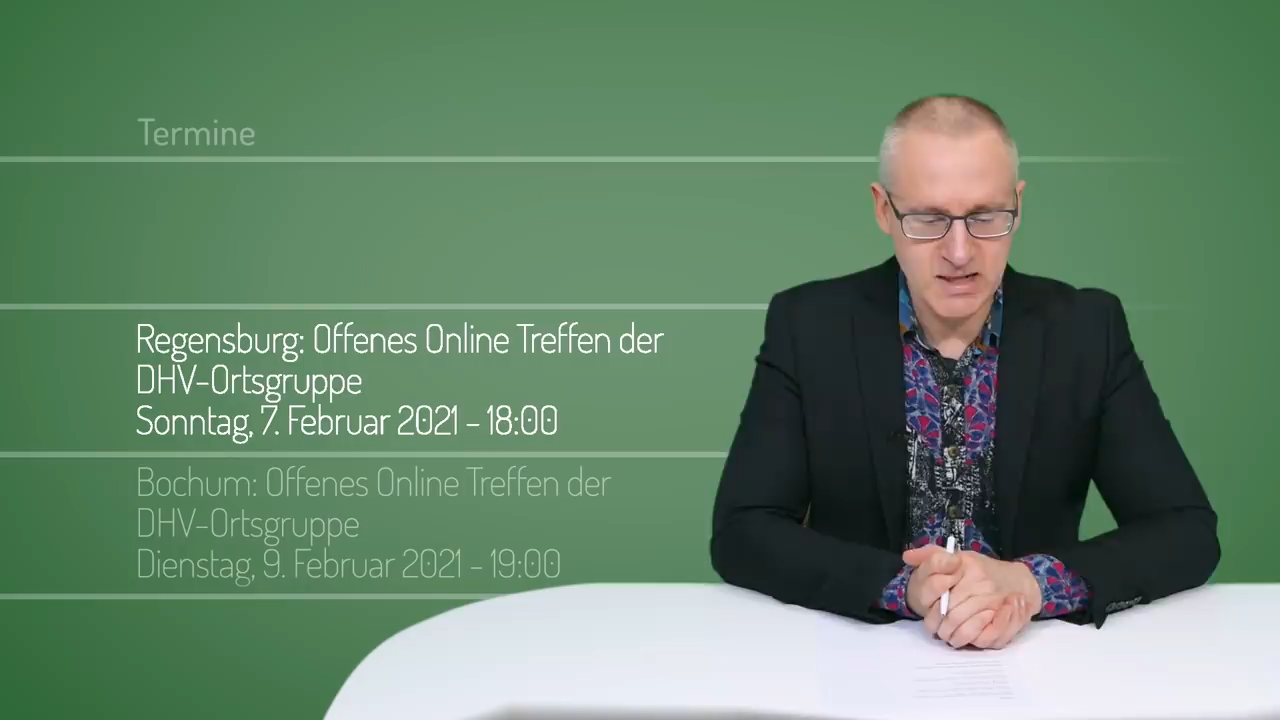 Termine
Regensburg: Offenes Online Treffen der
DHV-Ortsgruppe
Sonntag, 7. Februar 2021 - 18:00
Bochum: Offenes Online Treffen der
DHV-Ortsgruppe
Dienstag, 9. Februar 2021 - 19:00